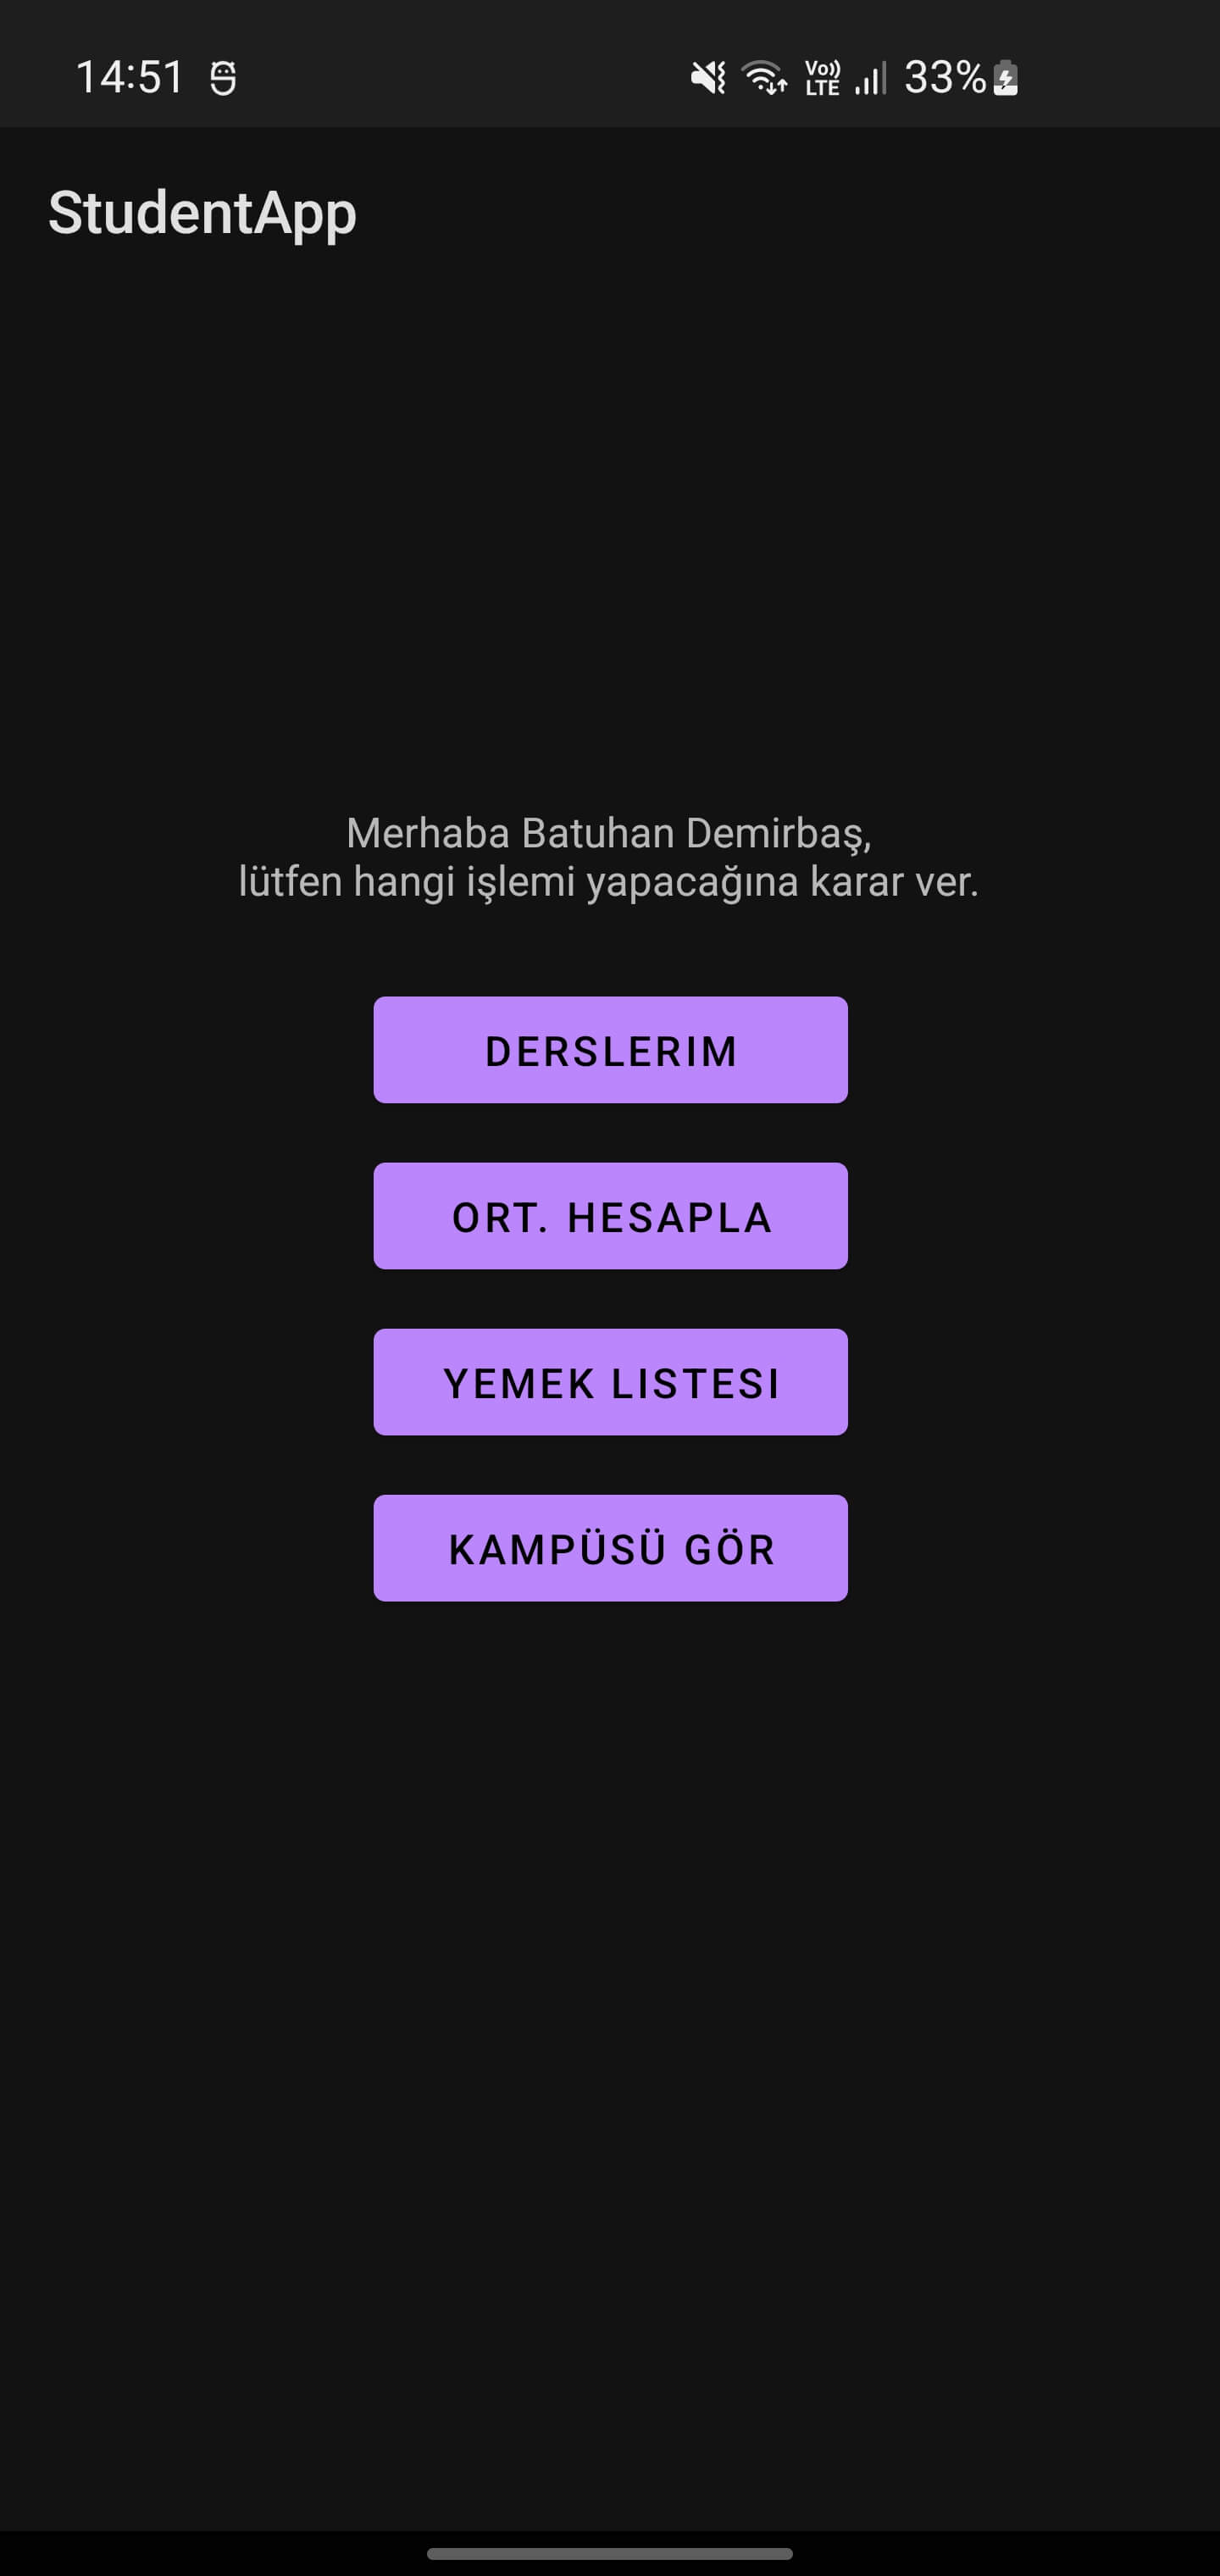 14:51
Vo)) LTE 33%
StudentApp
Merhaba Batuhan Demirbaş,
lütfen hangi işlemi yapacağına karar ver.
DERSLERIM
ORT. HESAPLA
YEMEK LISTESI
KAMPÜSÜ GÖR